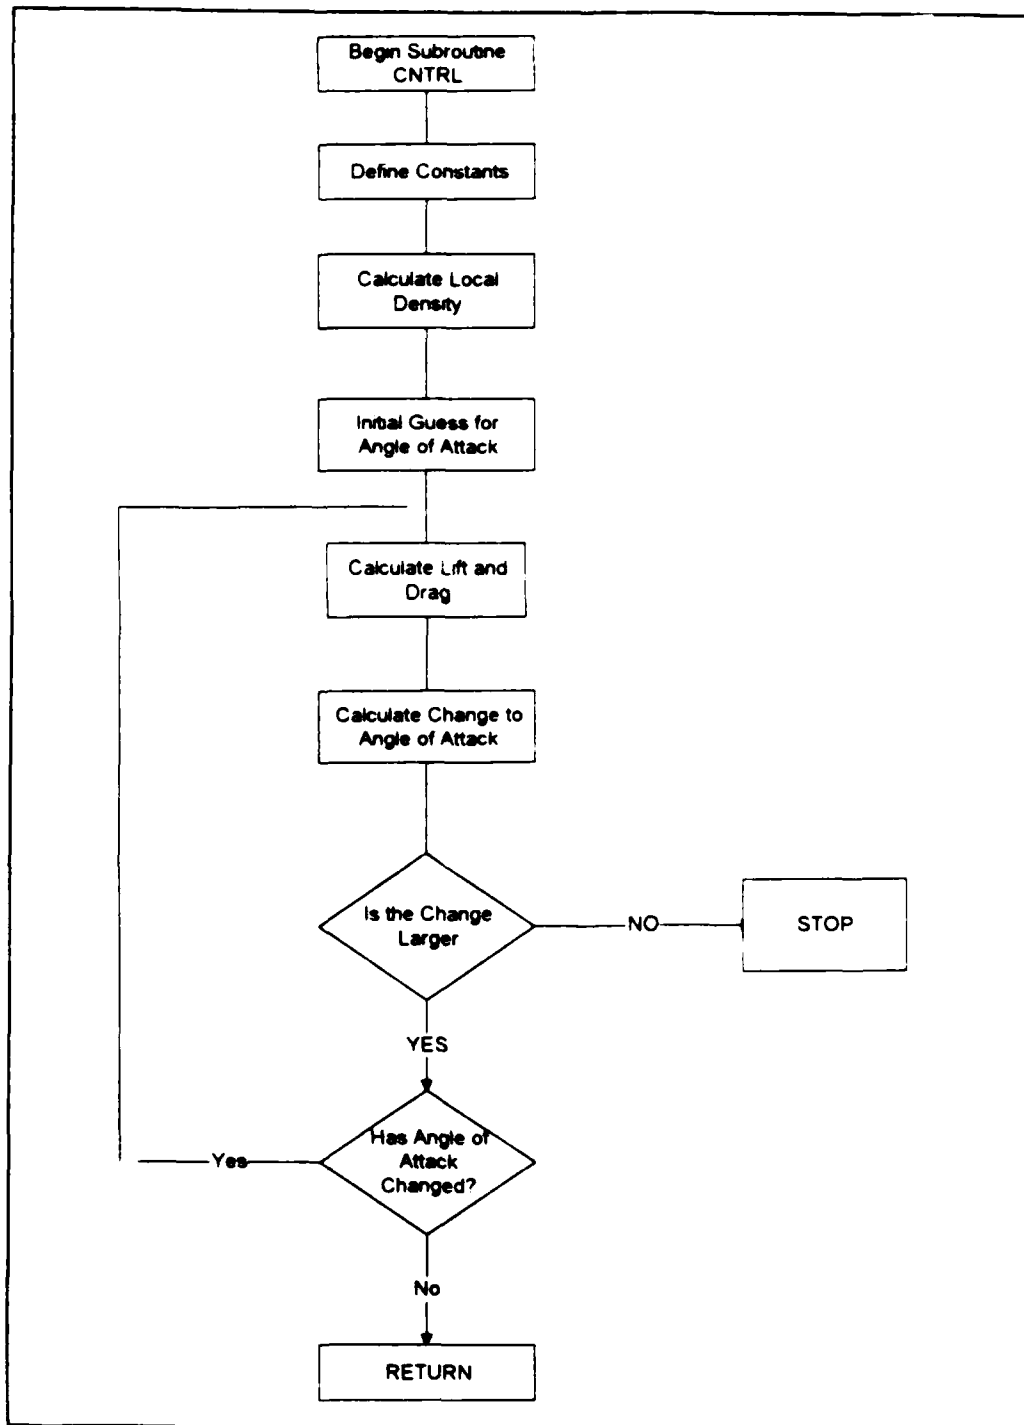 Begin Subroutine
CNTRL
Define Constants
Calculate Local
Density
Initial Guess for
Angle of Attack
Calculate Lift and
Drag
Calculate Change to
Angle of Attack
Is the Change
Larger
NO
STOP
YES
Has Angle of
Attack
Changed?
Yes
No
RETURN